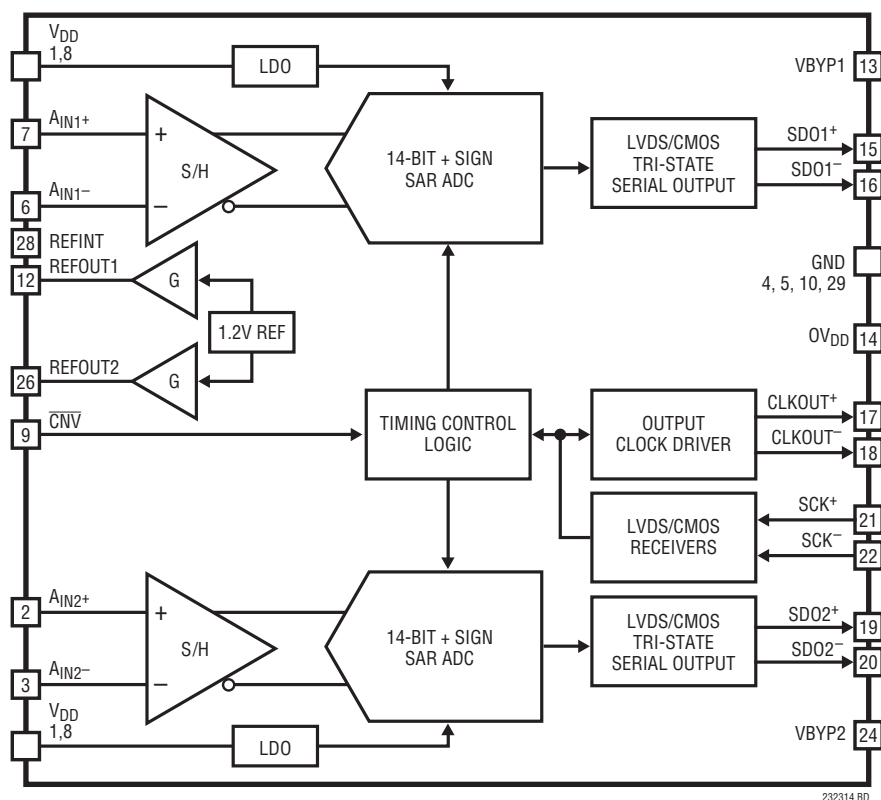 VDD
1,8
LDO
VBYP1
13
7
AIN1+
+
S/H
6
AIN1–
–
14-BIT + SIGN
SAR ADC
LVDS/CMOS
TRI-STATE
SERIAL OUTPUT
SDO1+
15
SDO1–
16
28
REFINT
12
REFOUT1
G
1.2V REF
26
REFOUT2
G
GND
4, 5, 10, 29
OVDD
14
9
CNV
TIMING CONTROL
LOGIC
OUTPUT
CLOCK DRIVER
CLKOUT+
17
CLKOUT–
18
LVDS/CMOS
RECEIVERS
SCK+
21
SCK–
22
2
AIN2+
+
S/H
3
AIN2–
–
14-BIT + SIGN
SAR ADC
LVDS/CMOS
TRI-STATE
SERIAL OUTPUT
SDO2+
19
SDO2–
20
VDD
1,8
LDO
VBYP2
24
232314 BD